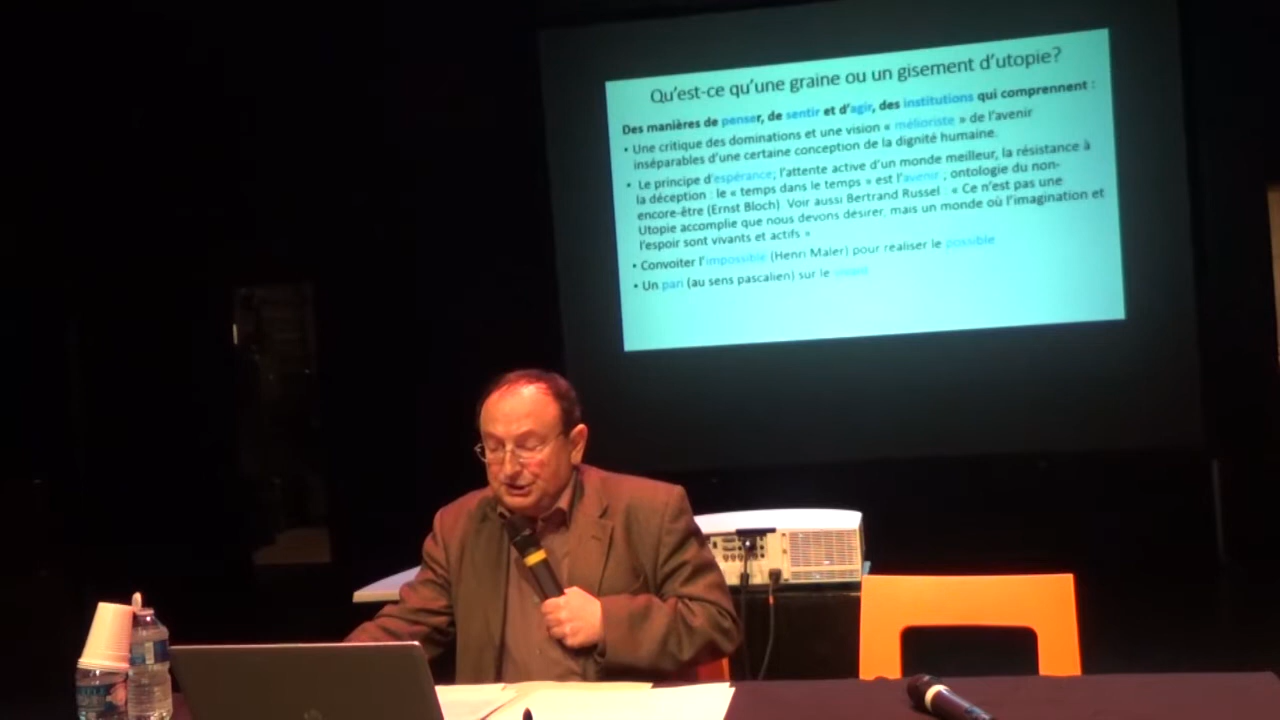 Qu'est-ce qu'une graine ou un gisement d'utopie?
Des manières de penser, de sentir et d'agir, des institutions qui comprennent :
• Une critique des dominations et une vision « mélioriste » de l'avenir
inséparables d'une certaine conception de la dignité humaine.
• Le principe d'espérance; l'attente active d'un monde meilleur, la résistance à
la déception : le « temps dans le temps » est l'avenir ; ontologie du non-
encore-être (Ernst Bloch) Voir aussi Bertrand Russel : « Ce n'est pas une
Utopie accomplie que nous devons désirer, mais un monde où l'imagination et
l'espoir sont vivants et actifs »
• Convoiter l'impossible (Henri Maler) pour realiser le possible
• Un pari (au sens pascalien) sur le